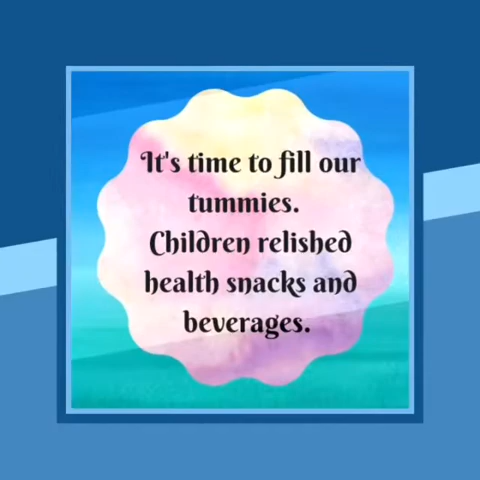 It's time to fill our
tummies.
Children relished
health snacks and
beverages.